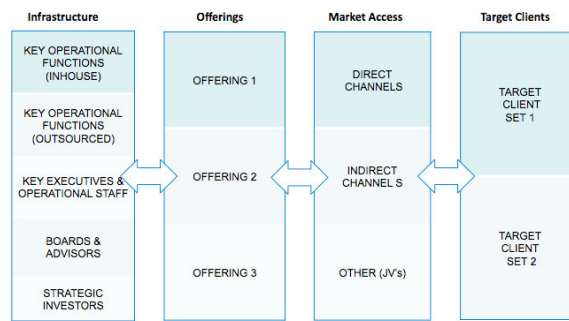 Infrastructure
KEY OPERATIONAL
FUNCTIONS
(INHOUSE)
KEY OPERATIONAL
FUNCTIONS
(OUTSOURCED)
KEY EXECUTIVES &
OPERATIONAL STAFF
BOARDS &
ADVISORS
STRATEGIC
INVESTORS
Offerings
OFFERING 1
OFFERING 2
OFFERING 3
Market Access
DIRECT
CHANNELS
INDIRECT
CHANNEL S
OTHER (JV's)
Target Clients
TARGET
CLIENT
SET 1
TARGET
CLIENT
SET 2